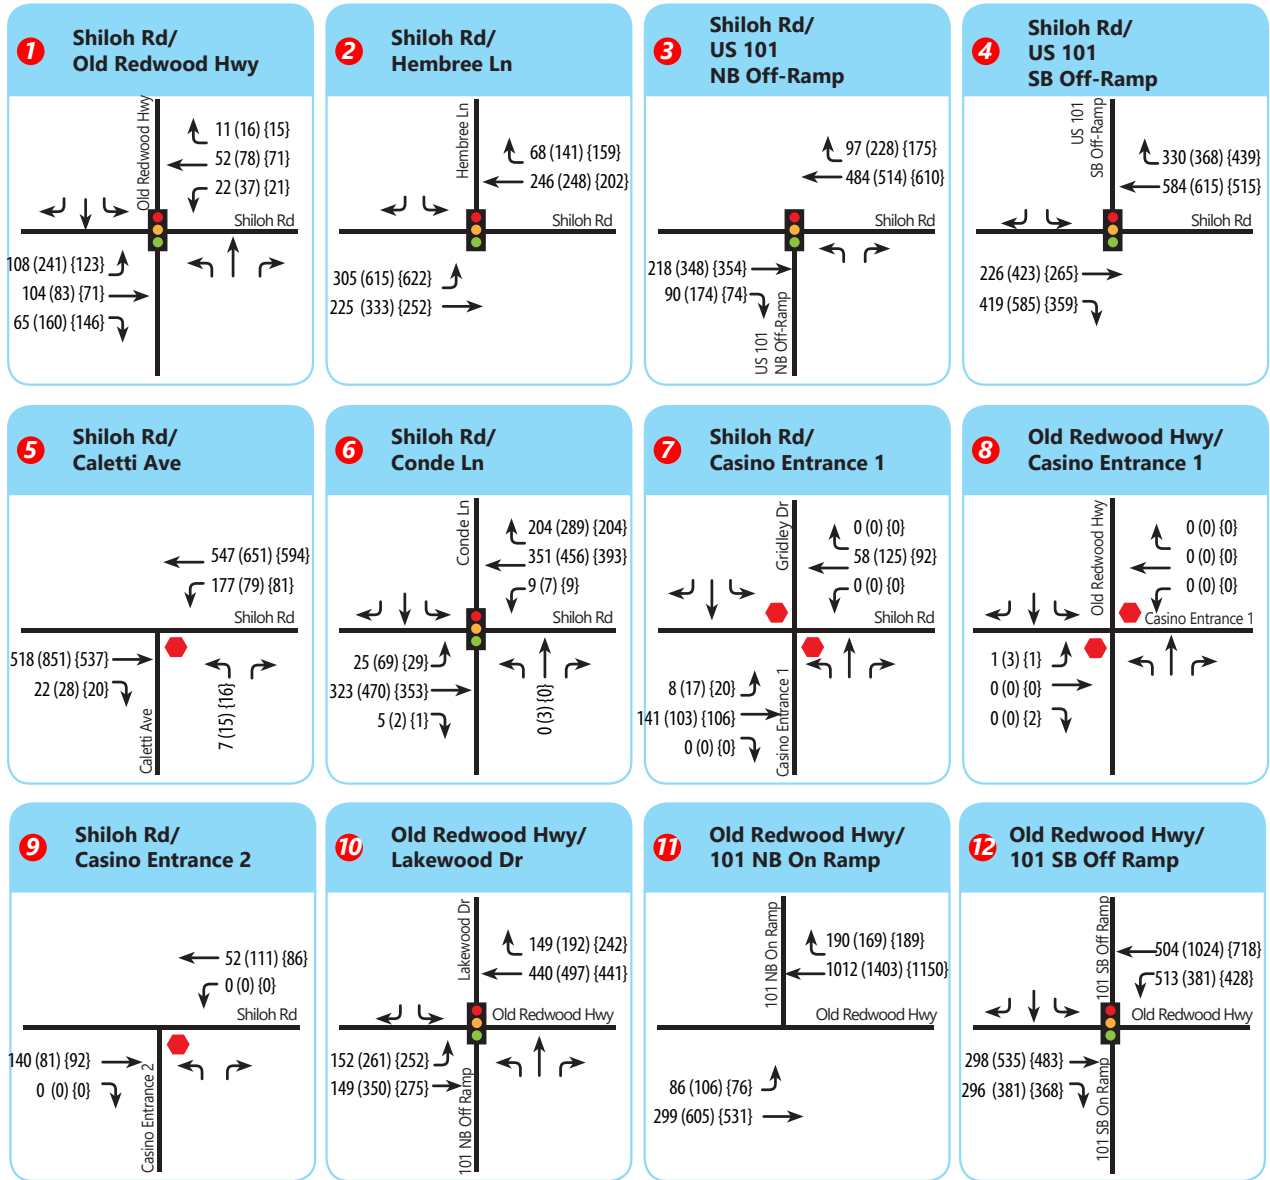 1
Shiloh Rd/
Old Redwood Hwy
Old Redwood Hwy
11 (16) {15}
52 (78) {71}
22 (37) {21}
Shiloh Rd
108 (241) {123}
104 (83) {71}
65 (160) {146}
2
Shiloh Rd/
Hembree Ln
Hembree Ln
68 (141) {159}
246 (248) {202}
Shiloh Rd
305 (615) {622}
225 (333) {252}
3
Shiloh Rd/
US 101
NB Off-Ramp
97 (228) {175}
484 (514) {610}
218 (348) {354}
90 (174) {74}
US 101
NB Off-Ramp
4
Shiloh Rd/
US 101
SB Off-Ramp
US 101
SB Off-Ramp
330 (368) {439}
584 (615) {515}
Shiloh Rd
226 (423) {265}
419 (585) {359}
5
Shiloh Rd/
Caletti Ave
547 (651) {594}
177 (79) {81}
Shiloh Rd
518 (851) {537}
22 (28) {20}
Caletti Ave
7 (15) {16}
6
Shiloh Rd/
Conde Ln
Conde Ln
204 (289) {204}
351 (456) {393}
9 (7) {9}
Shiloh Rd
25 (69) {29}
323 (470) {353}
5 (2) {1}
0 (3) {0}
7
Shiloh Rd/
Casino Entrance 1
Gridley Dr
0 (0) {0}
58 (125) {92}
0 (0) {0}
Shiloh Rd
8 (17) {20}
141 (103) {106}
0 (0) {0}
Casino Entrance 1
8
Old Redwood Hwy/
Casino Entrance 1
Old Redwood Hwy
0 (0) {0}
0 (0) {0}
0 (0) {0}
Casino Entrance 1
1 (3) {1}
0 (0) {0}
0 (0) {2}
9
Shiloh Rd/
Casino Entrance 2
52 (111) {86}
0 (0) {0}
Shiloh Rd
140 (81) {92}
0 (0) {0}
Casino Entrance 2
10
Old Redwood Hwy/
Lakewood Dr
Lakewood Dr
149 (192) {242}
440 (497) {441}
Old Redwood Hwy
152 (261) {252}
149 (350) {275}
101 NB Off Ramp
11
Old Redwood Hwy/
101 NB On Ramp
101 NB On Ramp
190 (169) {189}
1012 (1403) {1150}
Old Redwood Hwy
86 (106) {76}
299 (605) {531}
12
Old Redwood Hwy/
101 SB Off Ramp
101 SB Off Ramp
504 (1024) {718}
513 (381) {428}
Old Redwood Hwy
298 (535) {483}
296 (381) {368}
101 SB On Ramp